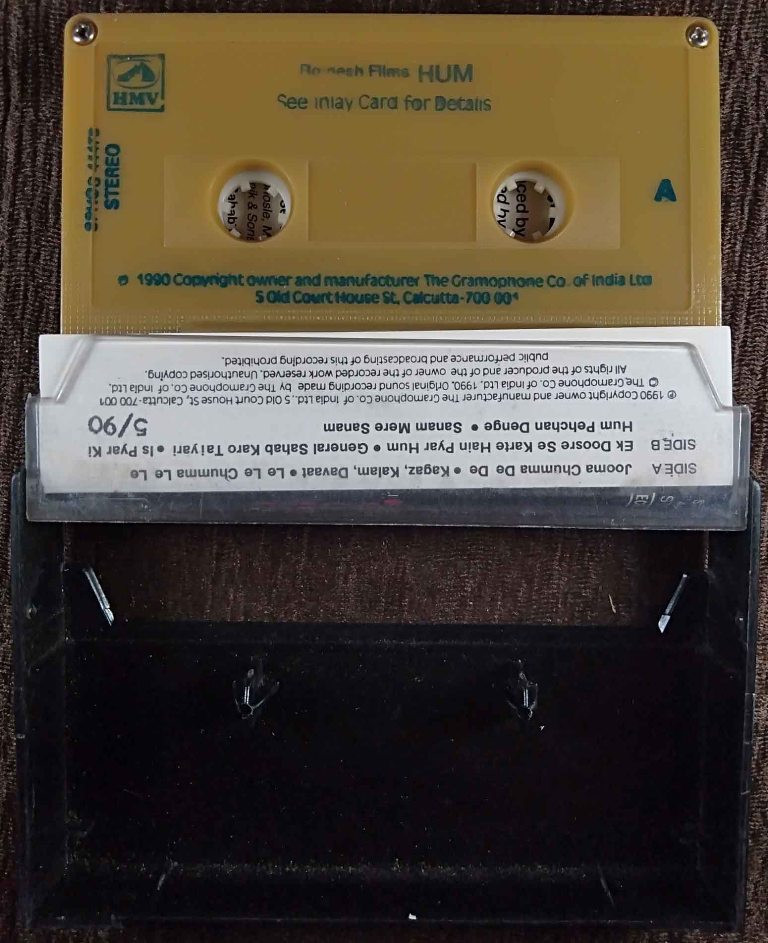 HMV
Films HUM
See Inlay Card for Details
STEREO
A
℗ 1990 Copyright owner and manufacturer The Gramophone Co. of India Ltd
5 Old Court House St, Calcutta-700 001
SIDE A Jooma Chumma De De • Kagaz, Kalam, Davaat • Le Le Le Chumma Le Le
SIDE B Ek Doosre Se Karte Hain Pyar Hum • General Sahab Karo Taiyari • Is Pyar Ki
Hum Pehchan Denge • Sanam Mere Sanam 5/90
℗ 1990 Copyright owner and manufacturer The Gramophone Co. of India Ltd. 5 Old Court House St, Calcutta-700 001
© The Gramophone Co. of India Ltd. 1990. Original sound recording made by The Gramophone Co. of India Ltd.
All rights of the producer and of the owner of the recorded work reserved. Unauthorised copying.
public performance and broadcasting of this recording prohibited.